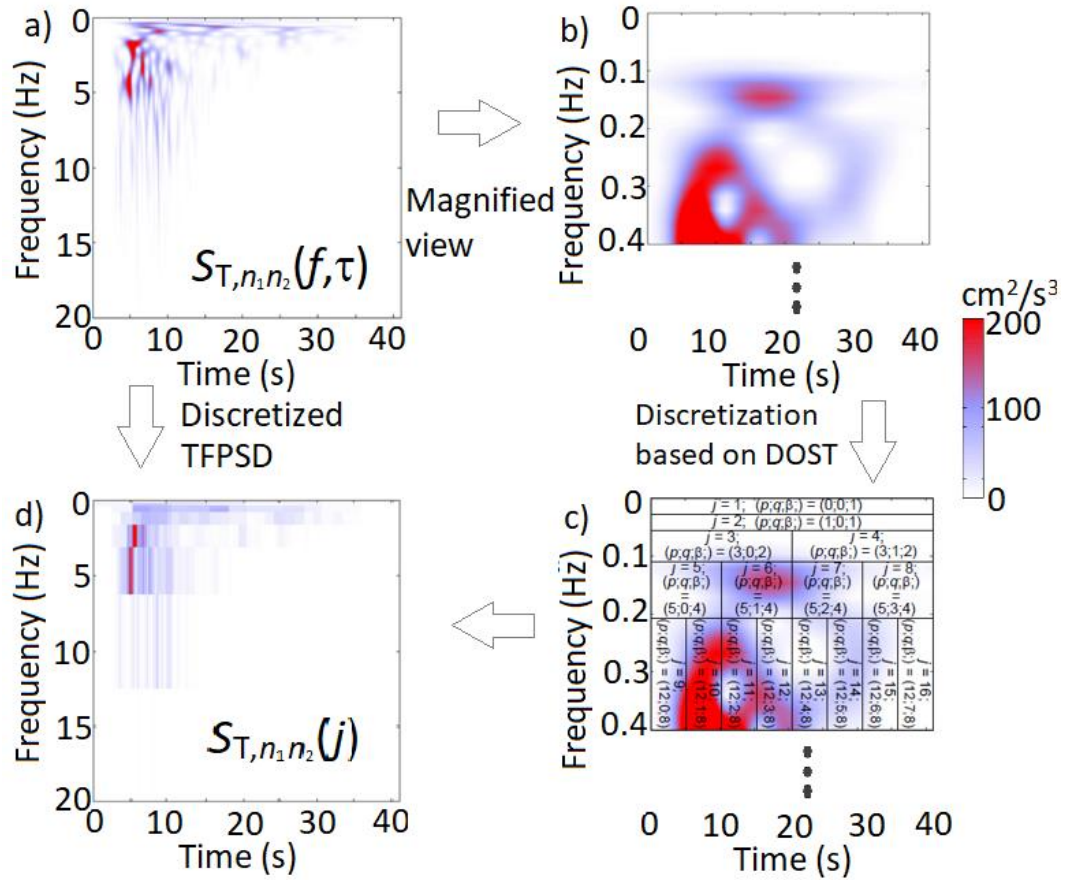 a)
0
5
10
15
20
Frequency (Hz)
S_T,n₁n₂(f,τ)
0 10 20 30 40
Time (s)
Magnified
view
b)
0
0.1
0.2
0.3
0.4
Frequency (Hz)
0 10 20 30 40
Time (s)
cm²/s³
200
100
0
Discretized
TFPSD
Discretization
based on DOST
d)
0
5
10
15
20
Frequency (Hz)
S_T,n₁n₂(j)
0 10 20 30 40
Time (s)
c)
0
0.1
0.2
0.3
0.4
Frequency (Hz)
j = 1; (p;q;β;) = (0;0;1)
j = 2; (p;q;β;) = (1;0;1)
j = 3;
(p;q;β;) = (3;0;2)
j = 4;
(p;q;β;) = (3;1;2)
j = 5;
(p;q;β;)
=
(5;0;4)
j = 6;
(p;q;β;)
=
(5;1;4)
j = 7;
(p;q;β;)
=
(5;2;4)
j = 8;
(p;q;β;)
=
(5;3;4)
j = 9;
(p;q;β;) = (12;0;8)
j = 10;
(p;q;β;) = (12;1;8)
j = 11;
(p;q;β;) = (12;2;8)
j = 12;
(p;q;β;) = (12;3;8)
j = 13;
(p;q;β;) = (12;4;8)
j = 14;
(p;q;β;) = (12;5;8)
j = 15;
(p;q;β;) = (12;6;8)
j = 16;
(p;q;β;) = (12;7;8)
0 10 20 30 40
Time (s)